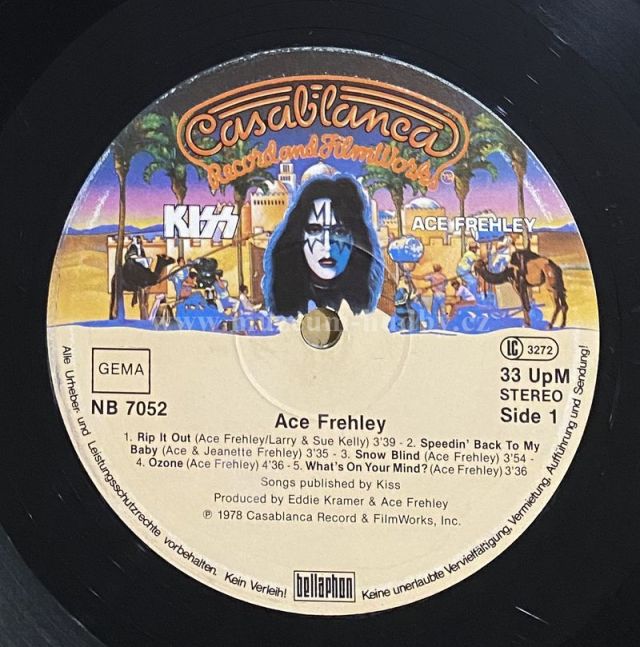 Casablanca
Record and FilmWorks
TM
KISS
ACE FREHLEY
GEMA
NB 7052
LC 3272
33 UpM
STEREO
Side 1
Ace Frehley
1. Rip It Out (Ace Frehley/Larry & Sue Kelly) 3'39 - 2. Speedin' Back To My
Baby (Ace & Jeanette Frehley) 3'35 - 3. Snow Blind (Ace Frehley) 3'54 -
4. Ozone (Ace Frehley) 4'36 - 5. What's On Your Mind? (Ace Frehley) 3'36
Songs published by Kiss
Produced by Eddie Kramer & Ace Frehley
℗ 1978 Casablanca Record & FilmWorks, Inc.
Alle Urheber- und Leistungsschutzrechte vorbehalten. Kein Verleih! Keine unerlaubte Vervielfältigung, Vermietung, Aufführung und Sendung!
bellaphon